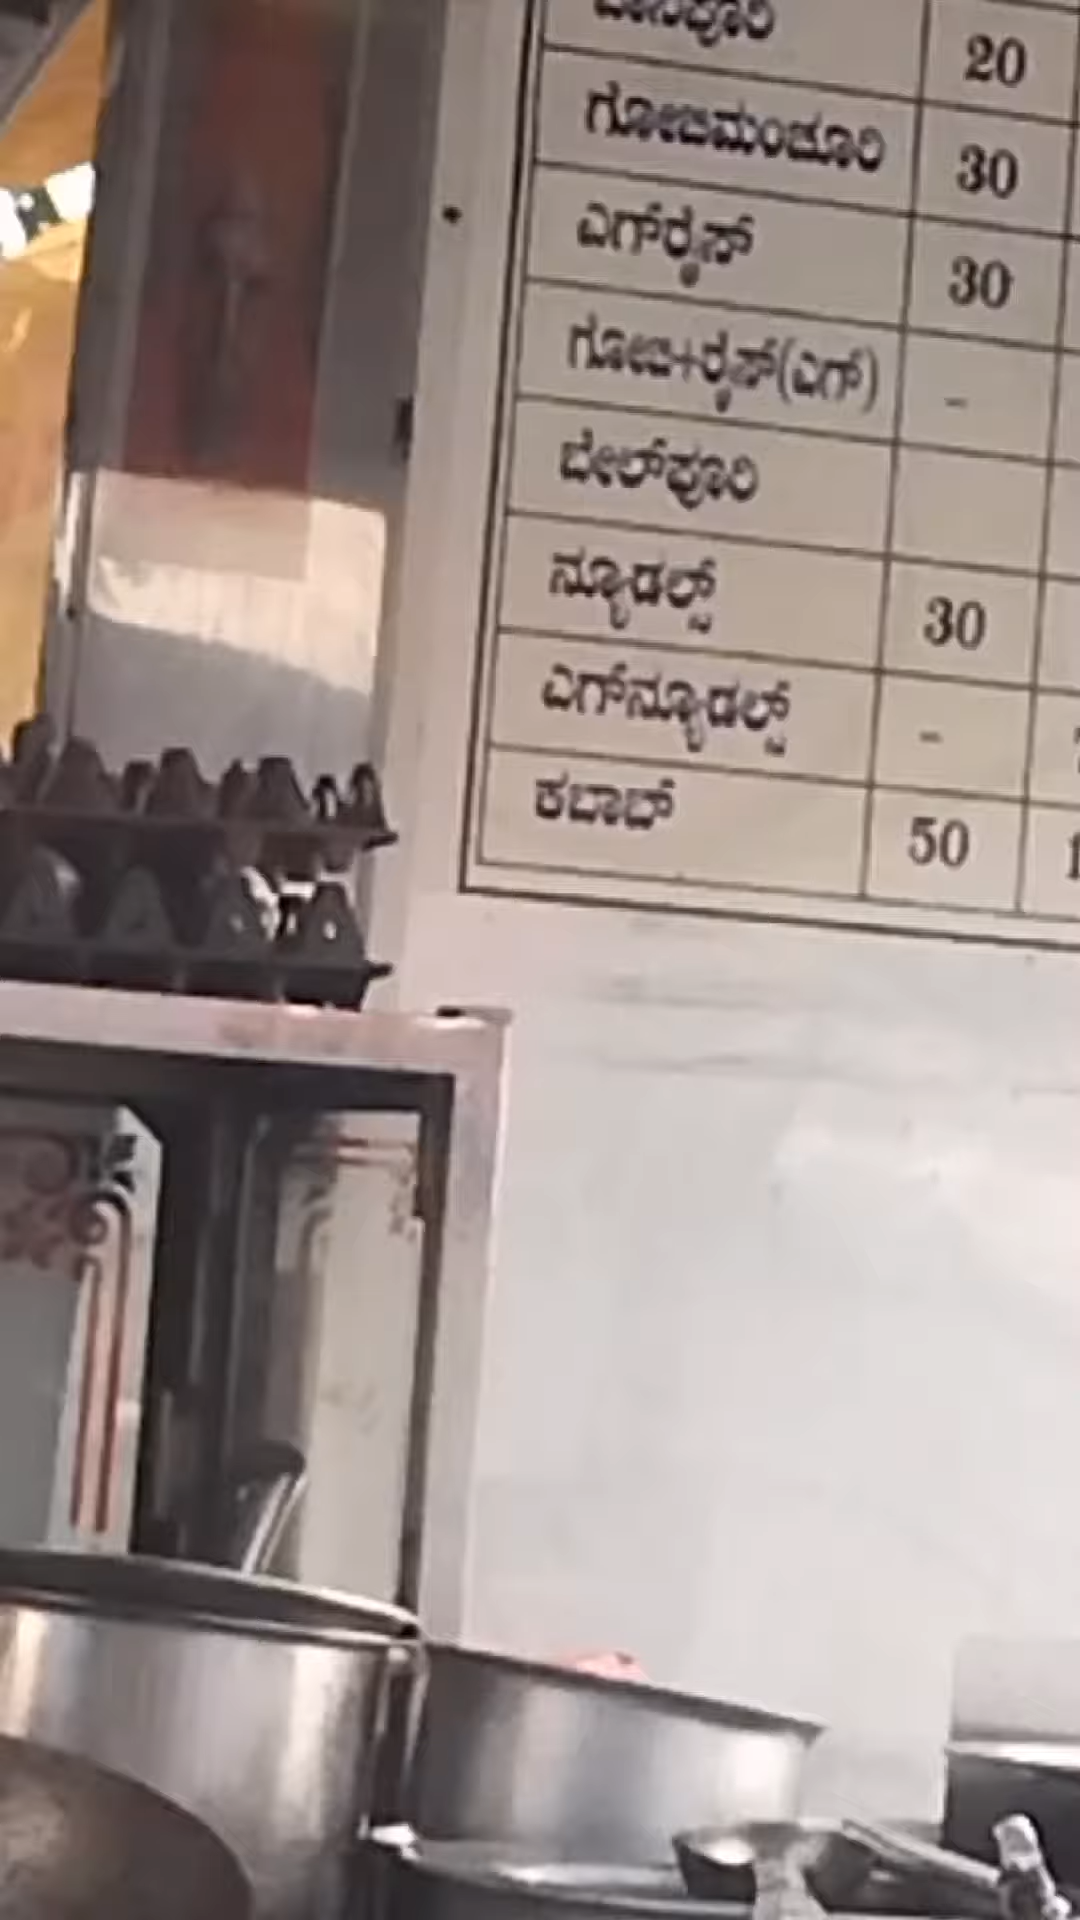 20
ಗೋಬಿಮಂಚೂರಿ 30
ಎಗ್‌ರೈಸ್ 30
ಗೋಬಿ+ರೈಸ್(ಎಗ್) -
ಬೇಲ್‌ಪೂರಿ
ನ್ಯೂಡಲ್ಸ್ 30
ಎಗ್‌ನ್ಯೂಡಲ್ಸ್ -
ಕಬಾಬ್ 50